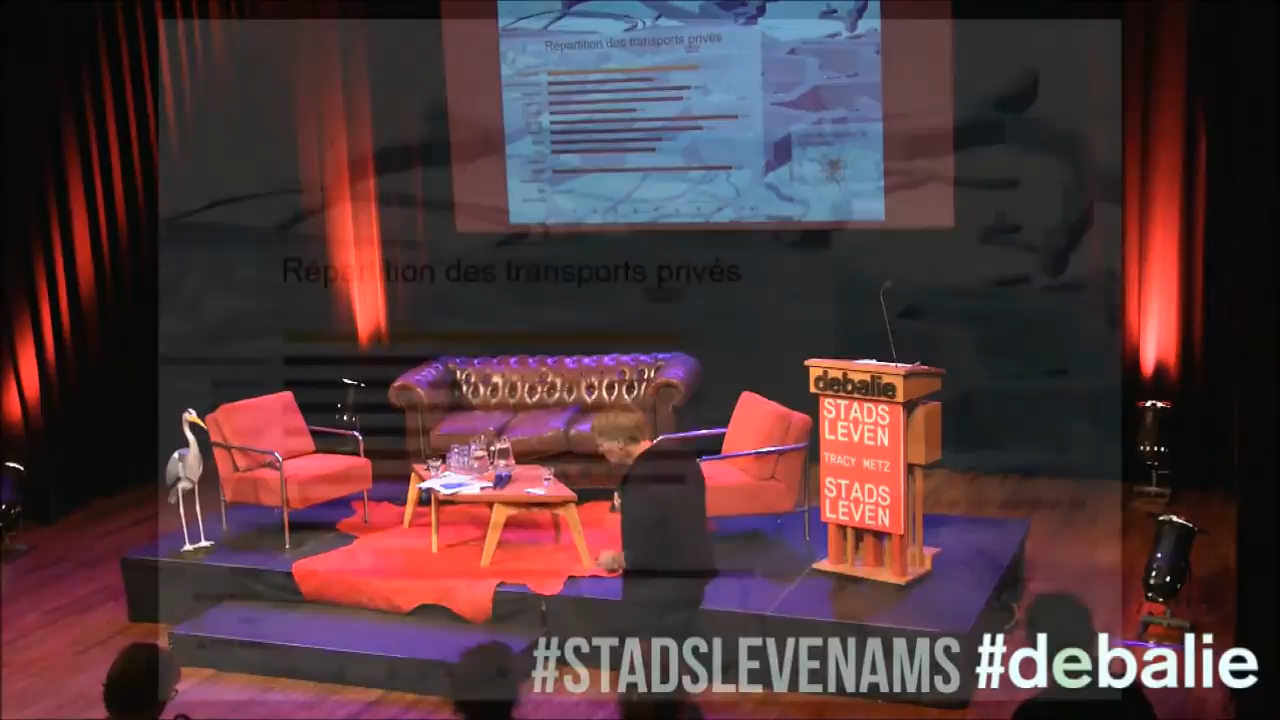 Répartition des transports privés
Répartition des transports privés
debalie
STADS
LEVEN
TRACY METZ
STADS
LEVEN
#STADSLEVENAMS #debalie